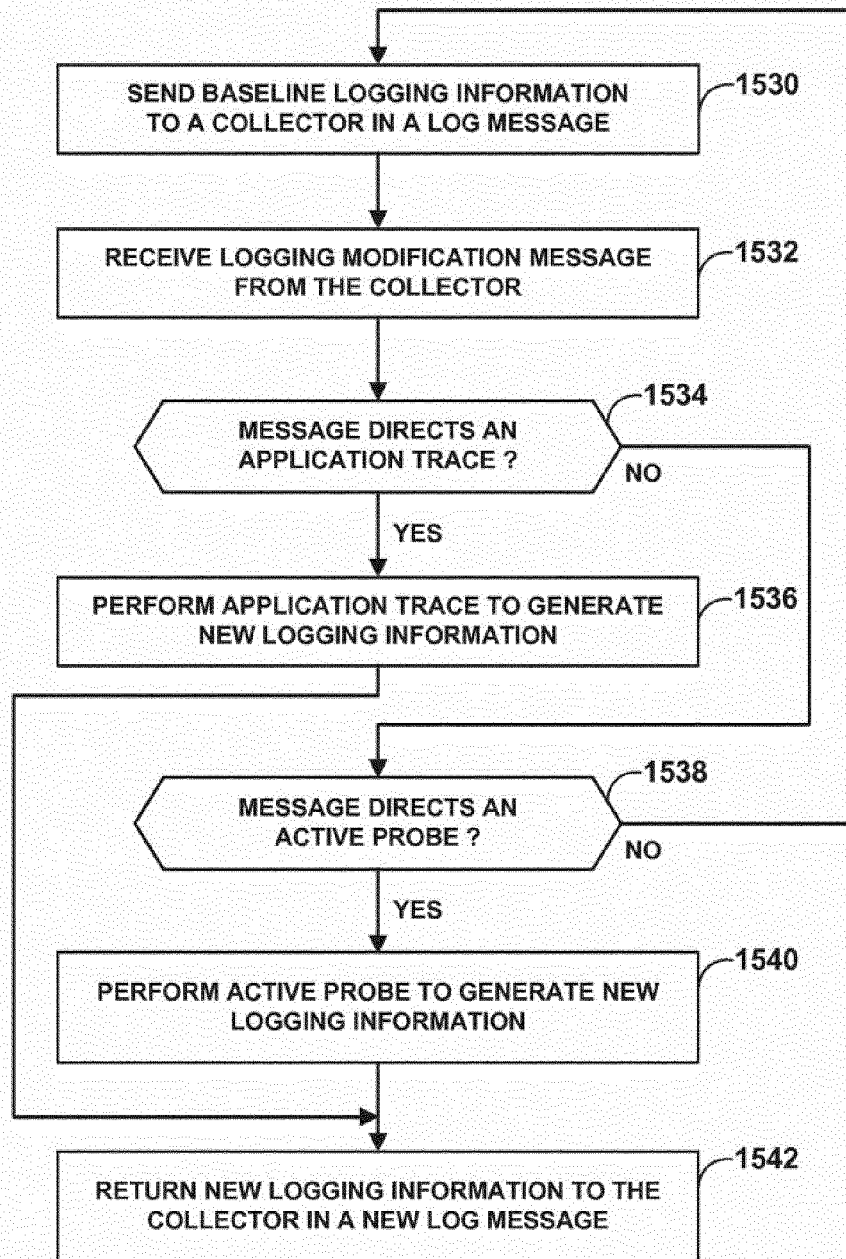 SEND BASELINE LOGGING INFORMATION
TO A COLLECTOR IN A LOG MESSAGE
1530
RECEIVE LOGGING MODIFICATION MESSAGE
FROM THE COLLECTOR
1532
MESSAGE DIRECTS AN
APPLICATION TRACE ?
1534
NO
YES
PERFORM APPLICATION TRACE TO GENERATE
NEW LOGGING INFORMATION
1536
MESSAGE DIRECTS AN
ACTIVE PROBE ?
1538
NO
YES
PERFORM ACTIVE PROBE TO GENERATE NEW
LOGGING INFORMATION
1540
RETURN NEW LOGGING INFORMATION TO THE
COLLECTOR IN A NEW LOG MESSAGE
1542